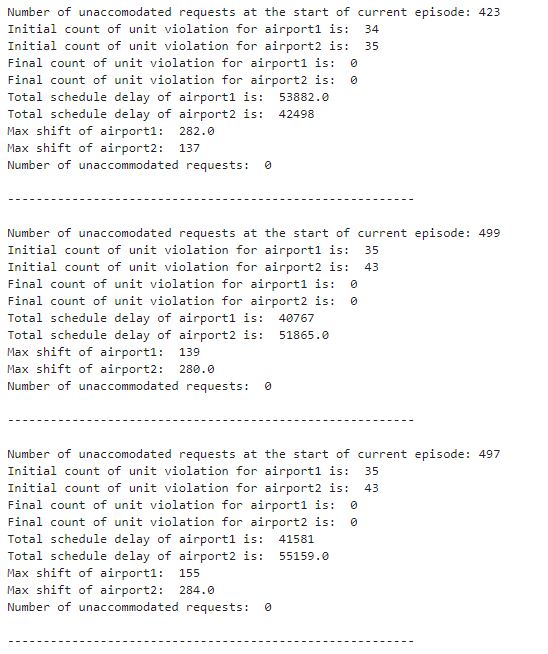 Number of unaccomodated requests at the start of current episode: 423
Initial count of unit violation for airport1 is:  34
Initial count of unit violation for airport2 is:  35
Final count of unit violation for airport1 is:  0
Final count of unit violation for airport2 is:  0
Total schedule delay of airport1 is:  53882.0
Total schedule delay of airport2 is:  42498
Max shift of airport1:  282.0
Max shift of airport2:  137
Number of unaccommodated requests:  0
--------------------------------------------------------
Number of unaccomodated requests at the start of current episode: 499
Initial count of unit violation for airport1 is:  35
Initial count of unit violation for airport2 is:  43
Final count of unit violation for airport1 is:  0
Final count of unit violation for airport2 is:  0
Total schedule delay of airport1 is:  40767
Total schedule delay of airport2 is:  51865.0
Max shift of airport1:  139
Max shift of airport2:  280.0
Number of unaccommodated requests:  0
--------------------------------------------------------
Number of unaccomodated requests at the start of current episode: 497
Initial count of unit violation for airport1 is:  35
Initial count of unit violation for airport2 is:  43
Final count of unit violation for airport1 is:  0
Final count of unit violation for airport2 is:  0
Total schedule delay of airport1 is:  41581
Total schedule delay of airport2 is:  55159.0
Max shift of airport1:  155
Max shift of airport2:  284.0
Number of unaccommodated requests:  0
--------------------------------------------------------